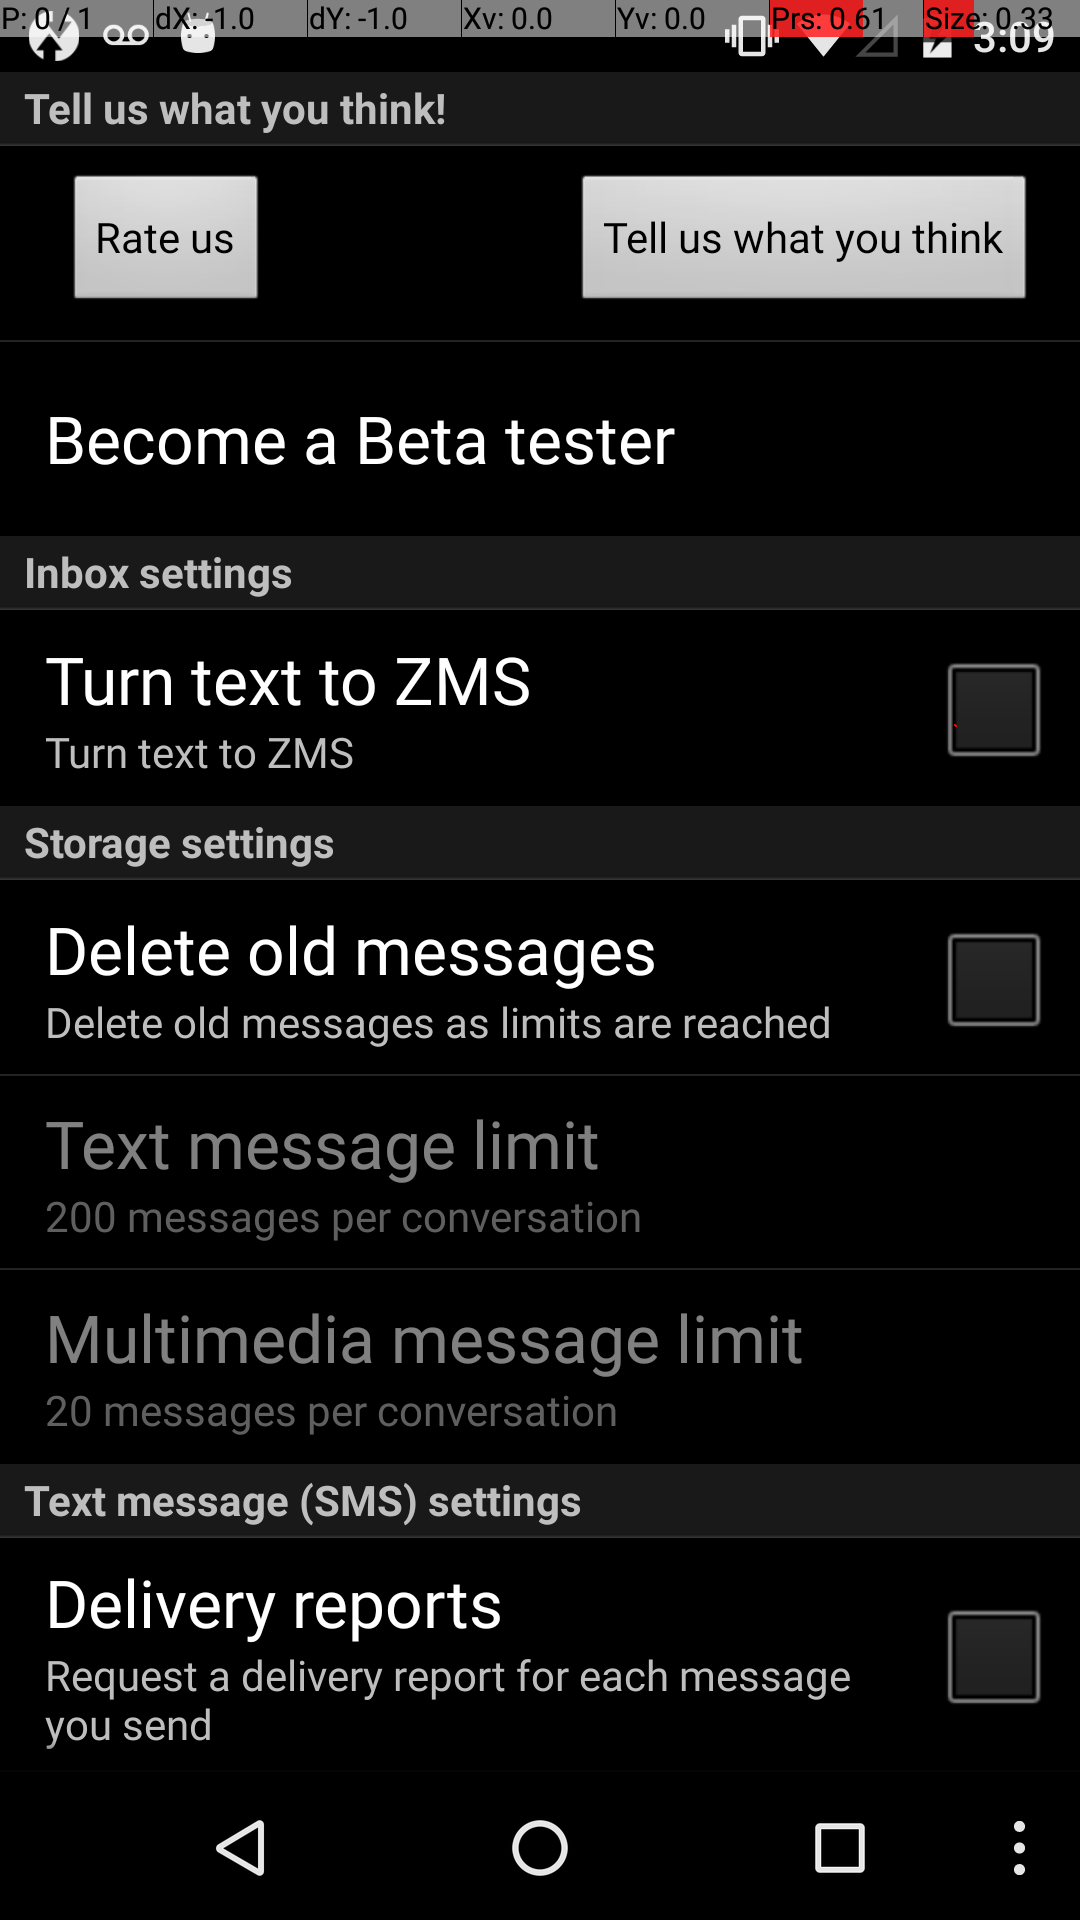 P: 0 / 1 dX: -1.0 dY: -1.0 Xv: 0.0 Yv: 0.0 Prs: 0.61 Size: 0.33
3:09
Tell us what you think!
Rate us
Tell us what you think
Become a Beta tester
Inbox settings
Turn text to ZMS
Turn text to ZMS
Storage settings
Delete old messages
Delete old messages as limits are reached
Text message limit
200 messages per conversation
Multimedia message limit
20 messages per conversation
Text message (SMS) settings
Delivery reports
Request a delivery report for each message
you send